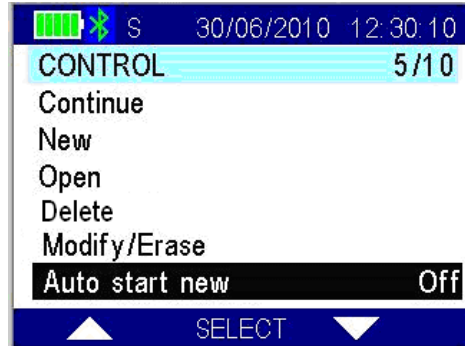 S 30/06/2010 12:30:10
CONTROL 5/10
Continue
New
Open
Delete
Modify/Erase
Auto start new Off
SELECT